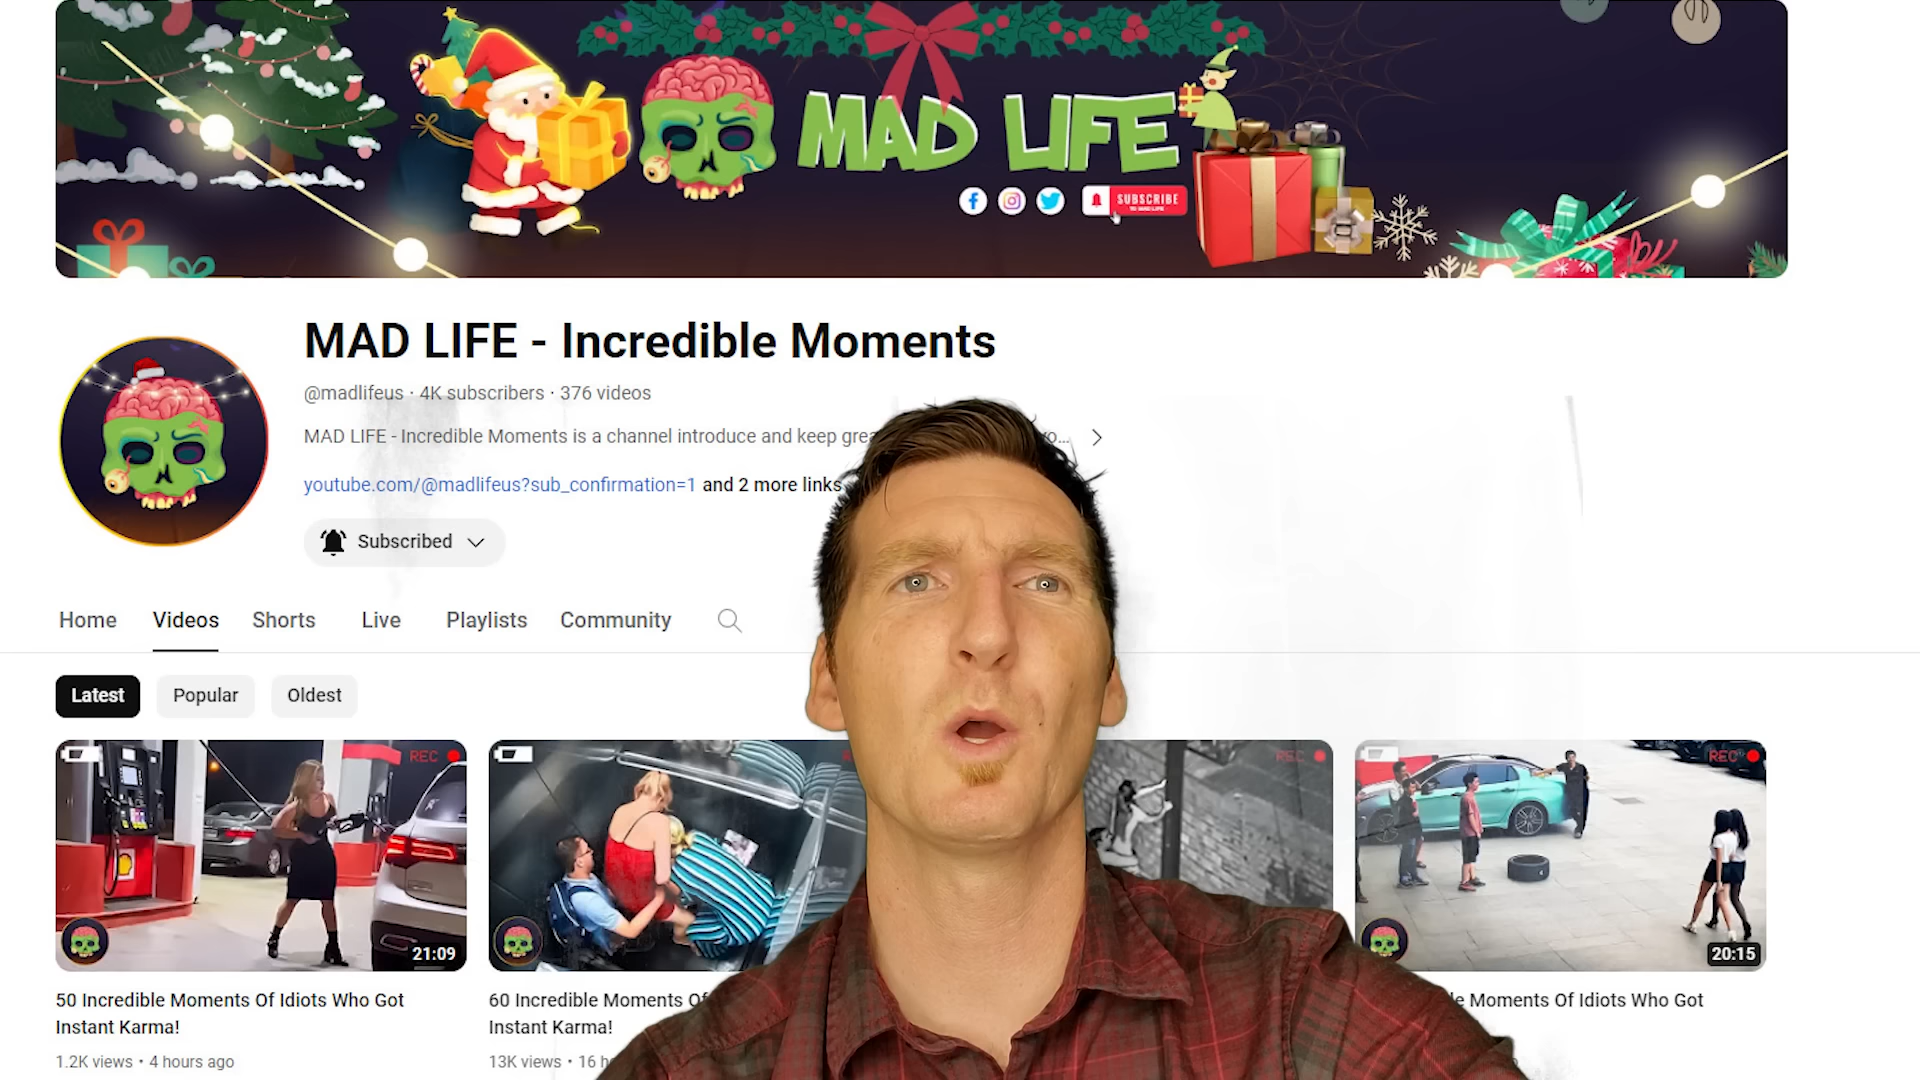 MAD LIFE
SUBSCRIBE
MAD LIFE - Incredible Moments
@madlifeus · 4K subscribers · 376 videos
MAD LIFE - Incredible Moments is a channel introduce and keep
youtube.com/@madlifeus?sub_confirmation=1 and 2 more links
Subscribed
Home Videos Shorts Live Playlists Community
Latest Popular Oldest
REC REC REC
21:09 20:15
50 Incredible Moments Of Idiots Who Got
Instant Karma!
1.2K views • 4 hours ago
60 Incredible Moments
Instant Karma!
13K views • 16
Moments Of Idiots Who Got